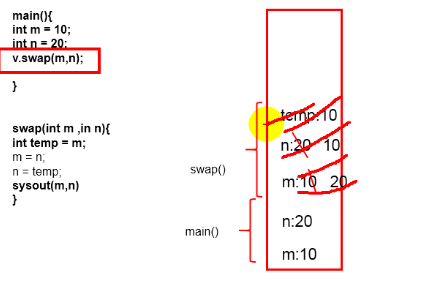 main(){
int m = 10;
int n = 20;
v.swap(m,n);
}
swap(int m ,in n){
int temp = m;
m = n;
n = temp;
sysout(m,n)
}
swap()
main()
temp:10
n:20 10
m:10 20
n:20
m:10